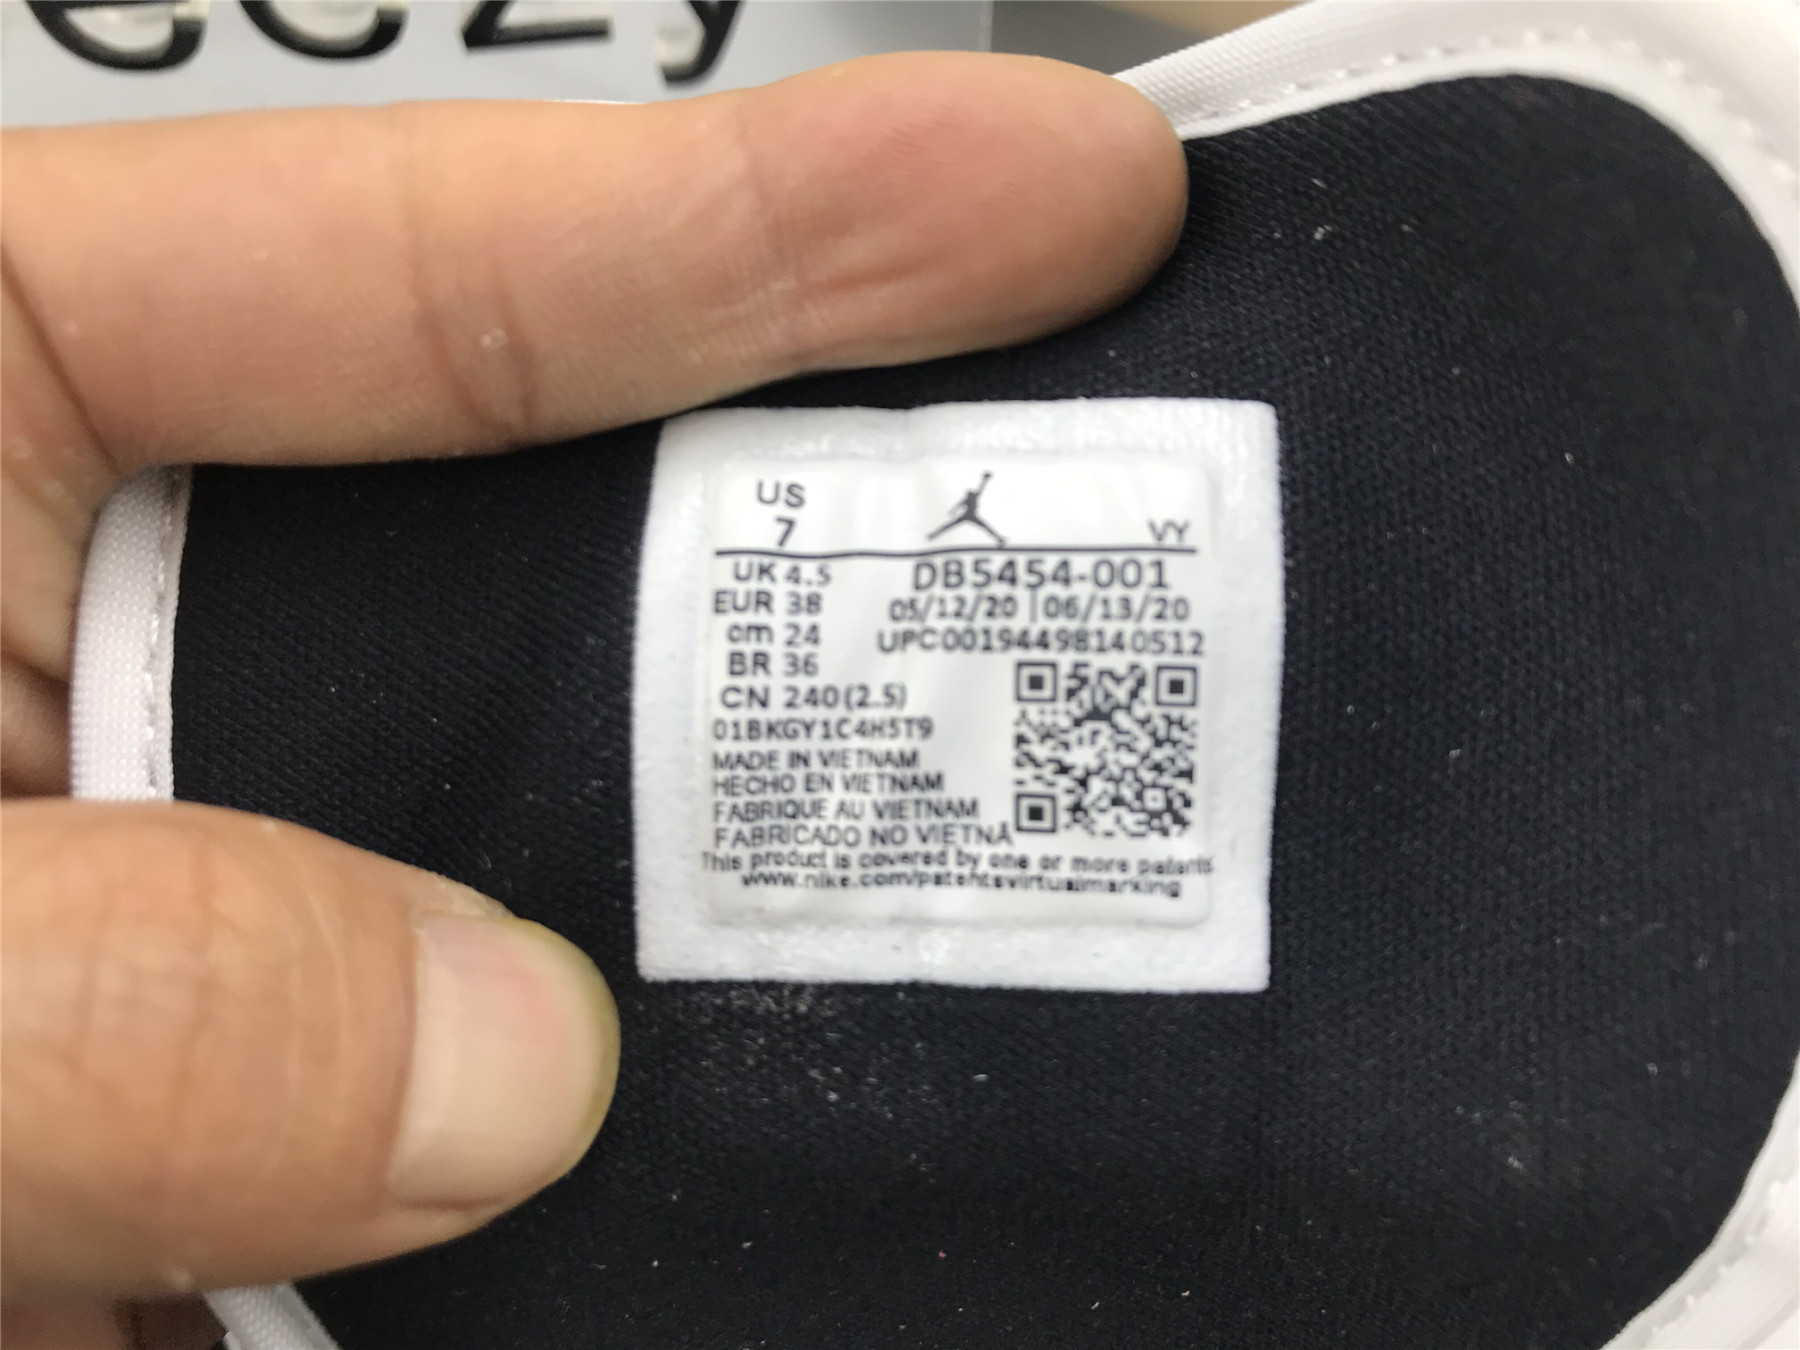 eezy
US
7
VY
UK 4.5
EUR 38
cm 24
BR 36
CN 240(2.5)
DB5454-001
05/12/20 | 06/13/20
UPC00194498140512
01BKGY1C4H5T9
MADE IN VIETNAM
HECHO EN VIETNAM
FABRIQUE AU VIETNAM
FABRICADO NO VIETNÃ
This product is covered by one or more patents
www.nike.com/patentsvirtualmarking